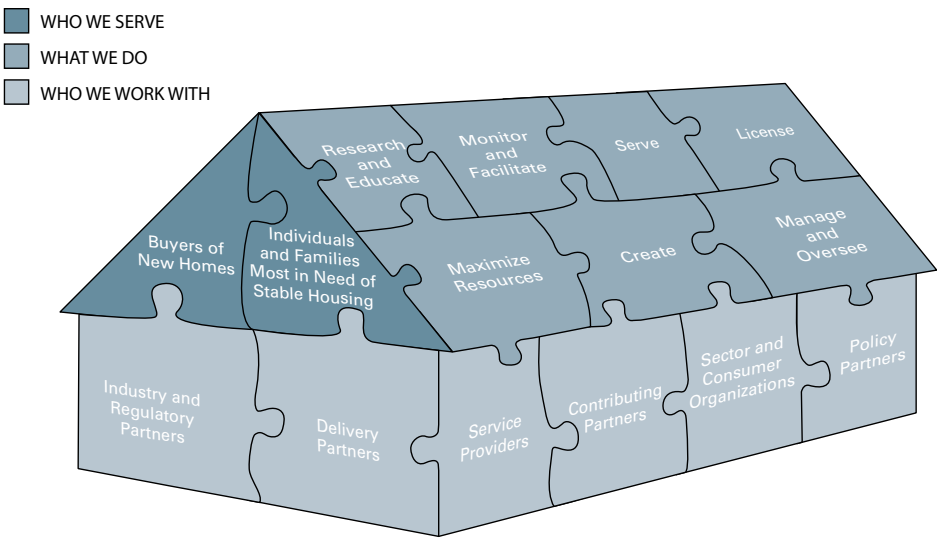 WHO WE SERVE
WHAT WE DO
WHO WE WORK WITH
Research
and
Educate
Monitor
and
Facilitate
Serve
License
Buyers of
New Homes
Individuals
and Families
Most in Need of
Stable Housing
Maximize
Resources
Create
Manage
and
Oversee
Industry and
Regulatory
Partners
Delivery
Partners
Service
Providers
Contributing
Partners
Sector and
Consumer
Organizations
Policy
Partners